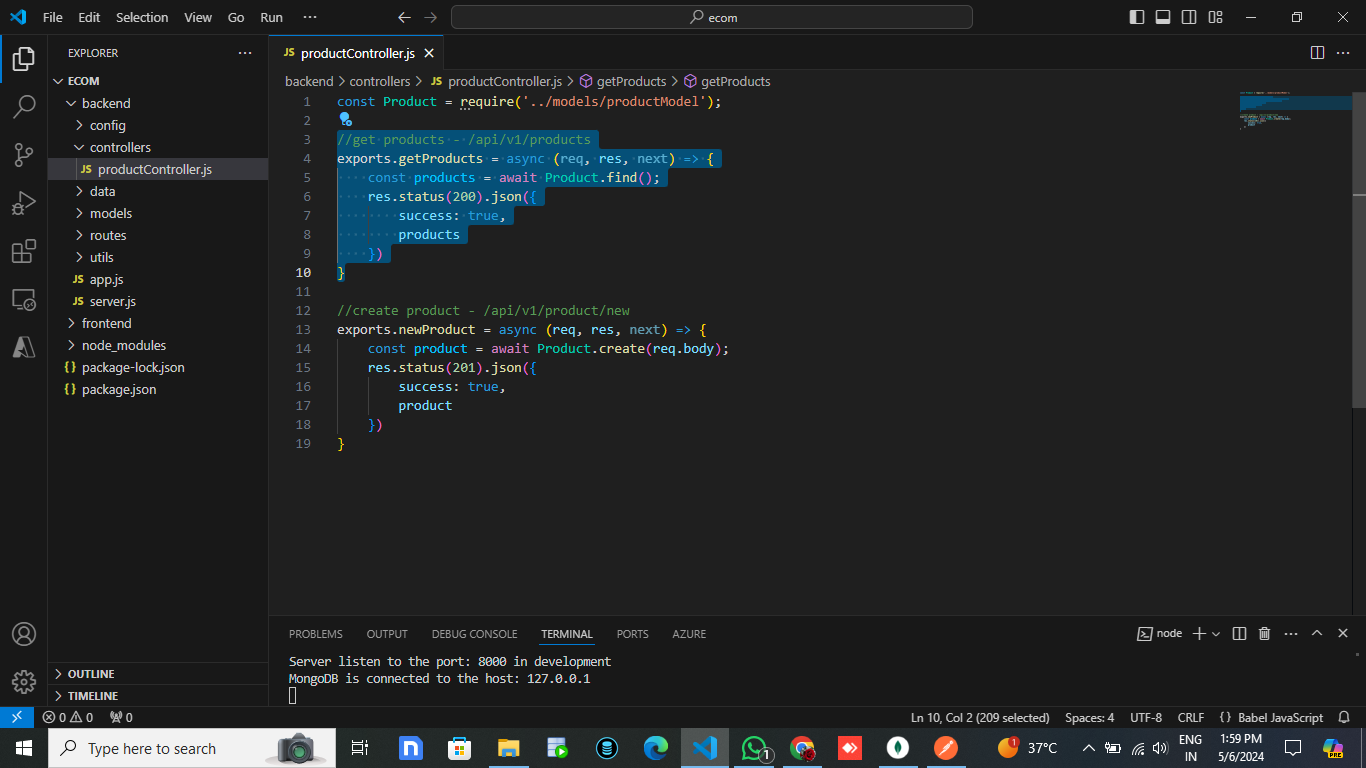 File Edit Selection View Go Run ···
ecom
EXPLORER
ECOM
backend
config
controllers
JS productController.js
data
models
routes
utils
JS app.js
JS server.js
frontend
node_modules
{} package-lock.json
{} package.json
OUTLINE
TIMELINE
JS productController.js
backend > controllers > JS productController.js > getProducts > getProducts
1 const Product = require('../models/productModel');
2
3 //get products - /api/v1/products
4 exports.getProducts = async (req, res, next) => {
5 const products = await Product.find();
6 res.status(200).json({
7 success: true,
8 products
9 })
10 }
11
12 //create product - /api/v1/product/new
13 exports.newProduct = async (req, res, next) => {
14 const product = await Product.create(req.body);
15 res.status(201).json({
16 success: true,
17 product
18 })
19 }
PROBLEMS OUTPUT DEBUG CONSOLE TERMINAL PORTS AZURE
node
Server listen to the port: 8000 in development
MongoDB is connected to the host: 127.0.0.1
0 0 0
Ln 10, Col 2 (209 selected) Spaces: 4 UTF-8 CRLF {} Babel JavaScript
Type here to search
N
1
1
37°C
ENG
IN
1:59 PM
5/6/2024
PRE